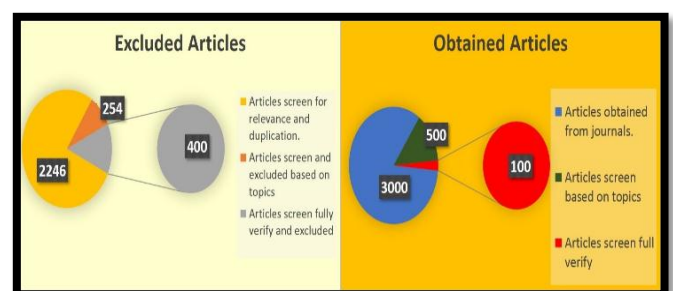 Excluded Articles
254
400
2246
Articles screen for
relevance and
duplication.
Articles screen and
excluded based on
topics
Articles screen fully
verify and excluded
Obtained Articles
500
100
3000
Articles obtained
from journals.
Articles screen
based on topics
Articles screen full
verify